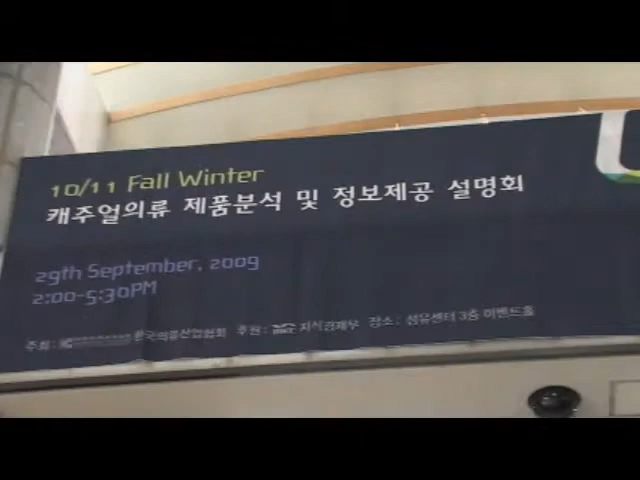 10/11 Fall Winter
캐주얼의류 제품분석 및 정보제공 설명회
29th September, 2009
2:00-5:30PM
주최 : 한국의류산업협회 후원 : 지식경제부 장소 : 섬유센터 3층 이벤트홀